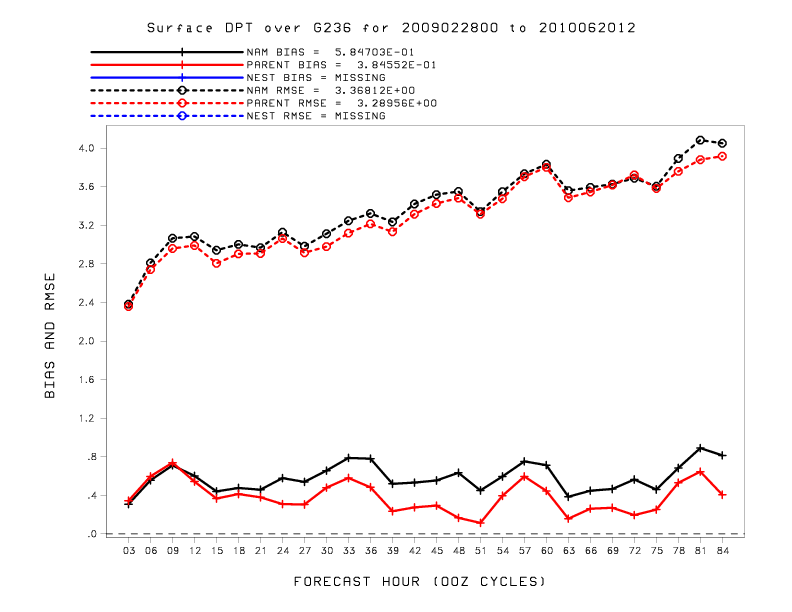 Surface DPT over G236 for 2009022800 to 2010062012
NAM BIAS = 5.84703E-01
PARENT BIAS = 3.84552E-01
NEST BIAS = MISSING
NAM RMSE = 3.36812E+00
PARENT RMSE = 3.28956E+00
NEST RMSE = MISSING
4.0
3.6
3.2
2.8
2.4
2.0
1.6
1.2
.8
.4
.0
BIAS AND RMSE
03 06 09 12 15 18 21 24 27 30 33 36 39 42 45 48 51 54 57 60 63 66 69 72 75 78 81 84
FORECAST HOUR (00Z CYCLES)